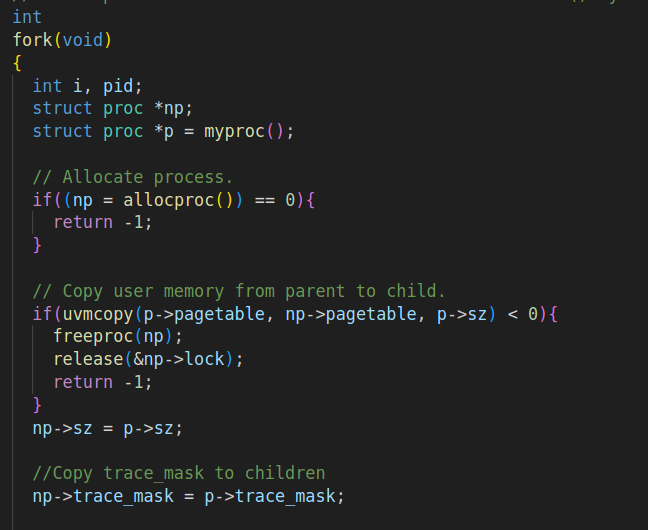 int
fork(void)
{
  int i, pid;
  struct proc *np;
  struct proc *p = myproc();

  // Allocate process.
  if((np = allocproc()) == 0){
    return -1;
  }

  // Copy user memory from parent to child.
  if(uvmcopy(p->pagetable, np->pagetable, p->sz) < 0){
    freeproc(np);
    release(&np->lock);
    return -1;
  }
  np->sz = p->sz;

  //Copy trace_mask to children
  np->trace_mask = p->trace_mask;